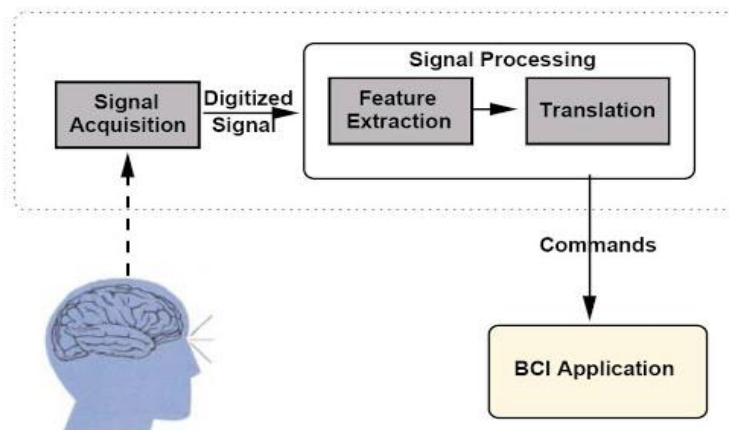 Signal Processing
Signal
Acquisition
Digitized
Signal
Feature
Extraction
Translation
Commands
BCI Application